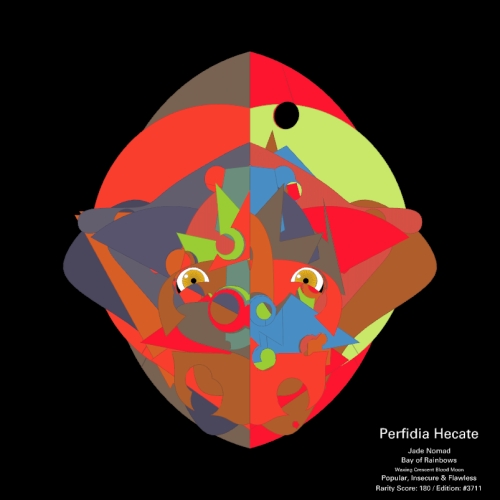 Perfidia Hecate
Jade Nomad
Bay of Rainbows
Waxing Crescent Blood Moon
Popular, Insecure & Flawless
Rarity Score: 180 / Edition: #3711